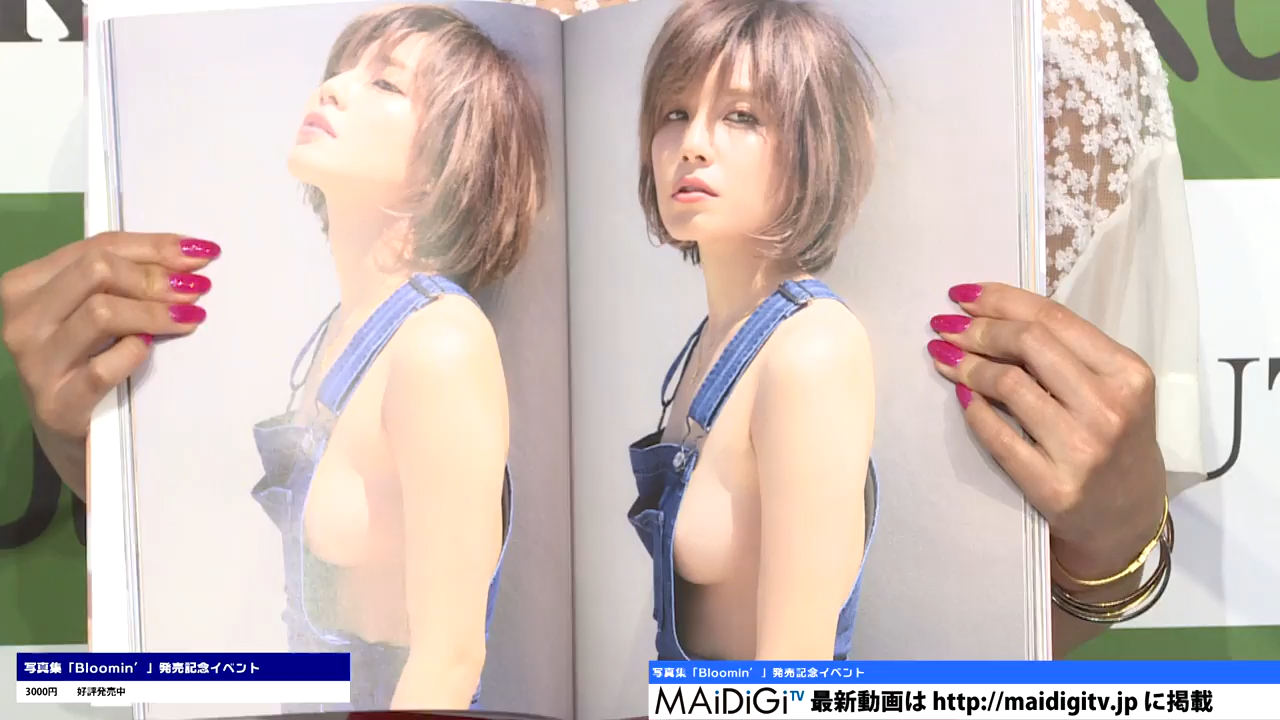 写真集「Bloomin’」発売記念イベント
3000円 好評発売中
写真集「Bloomin’」発売記念イベント
MAiDiGiTV 最新動画は http://maidigitv.jp に掲載